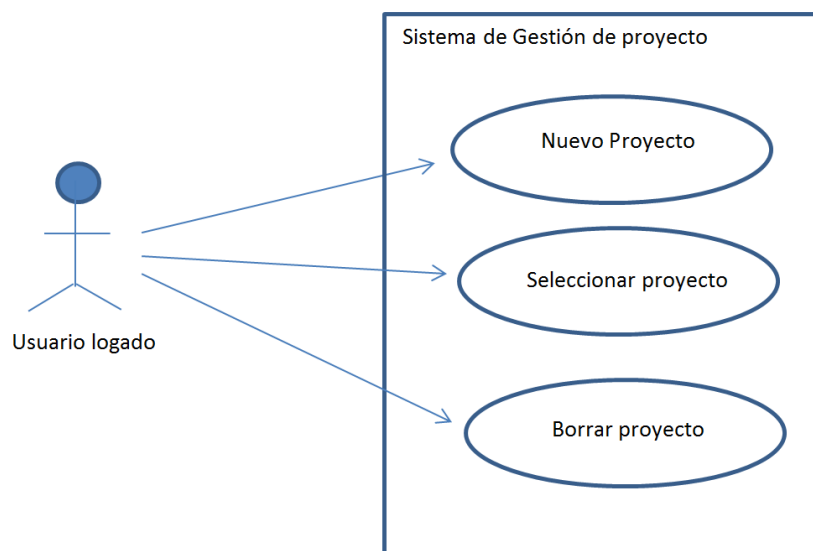 Sistema de Gestión de proyecto
Nuevo Proyecto
Seleccionar proyecto
Usuario logado
Borrar proyecto